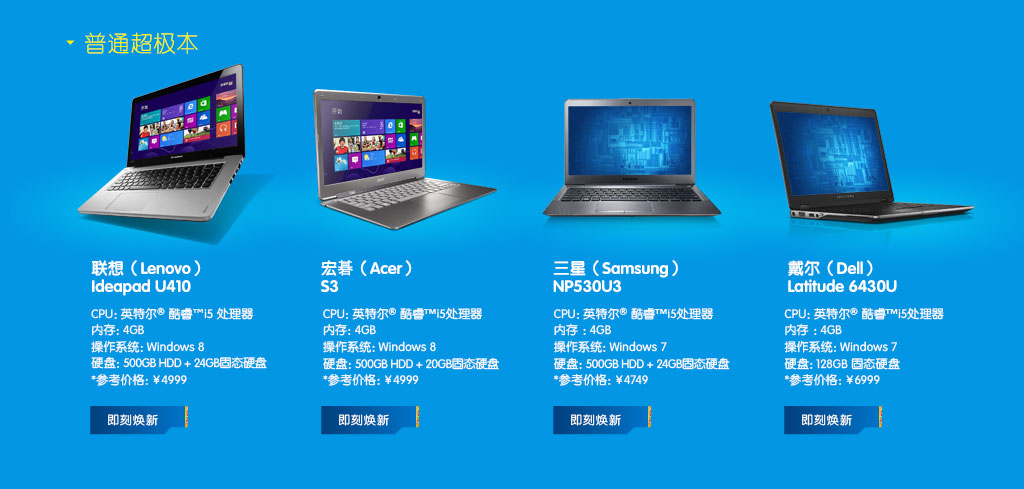 普通超极本
联想（Lenovo）
Ideapad U410
CPU: 英特尔® 酷睿™i5 处理器
内存: 4GB
操作系统: Windows 8
硬盘: 500GB HDD + 24GB固态硬盘
*参考价格: ¥4999
即刻焕新
宏碁（Acer）
S3
CPU: 英特尔® 酷睿™i5处理器
内存: 4GB
操作系统: Windows 8
硬盘: 500GB HDD + 20GB固态硬盘
*参考价格: ¥4999
即刻焕新
三星（Samsung）
NP530U3
CPU: 英特尔® 酷睿™i5处理器
内存 : 4GB
操作系统: Windows 7
硬盘: 500GB HDD + 24GB固态硬盘
*参考价格: ¥4749
即刻焕新
戴尔（Dell）
Latitude 6430U
CPU: 英特尔® 酷睿™i5处理器
内存 : 4GB
操作系统: Windows 7
硬盘: 128GB 固态硬盘
*参考价格: ¥6999
即刻焕新